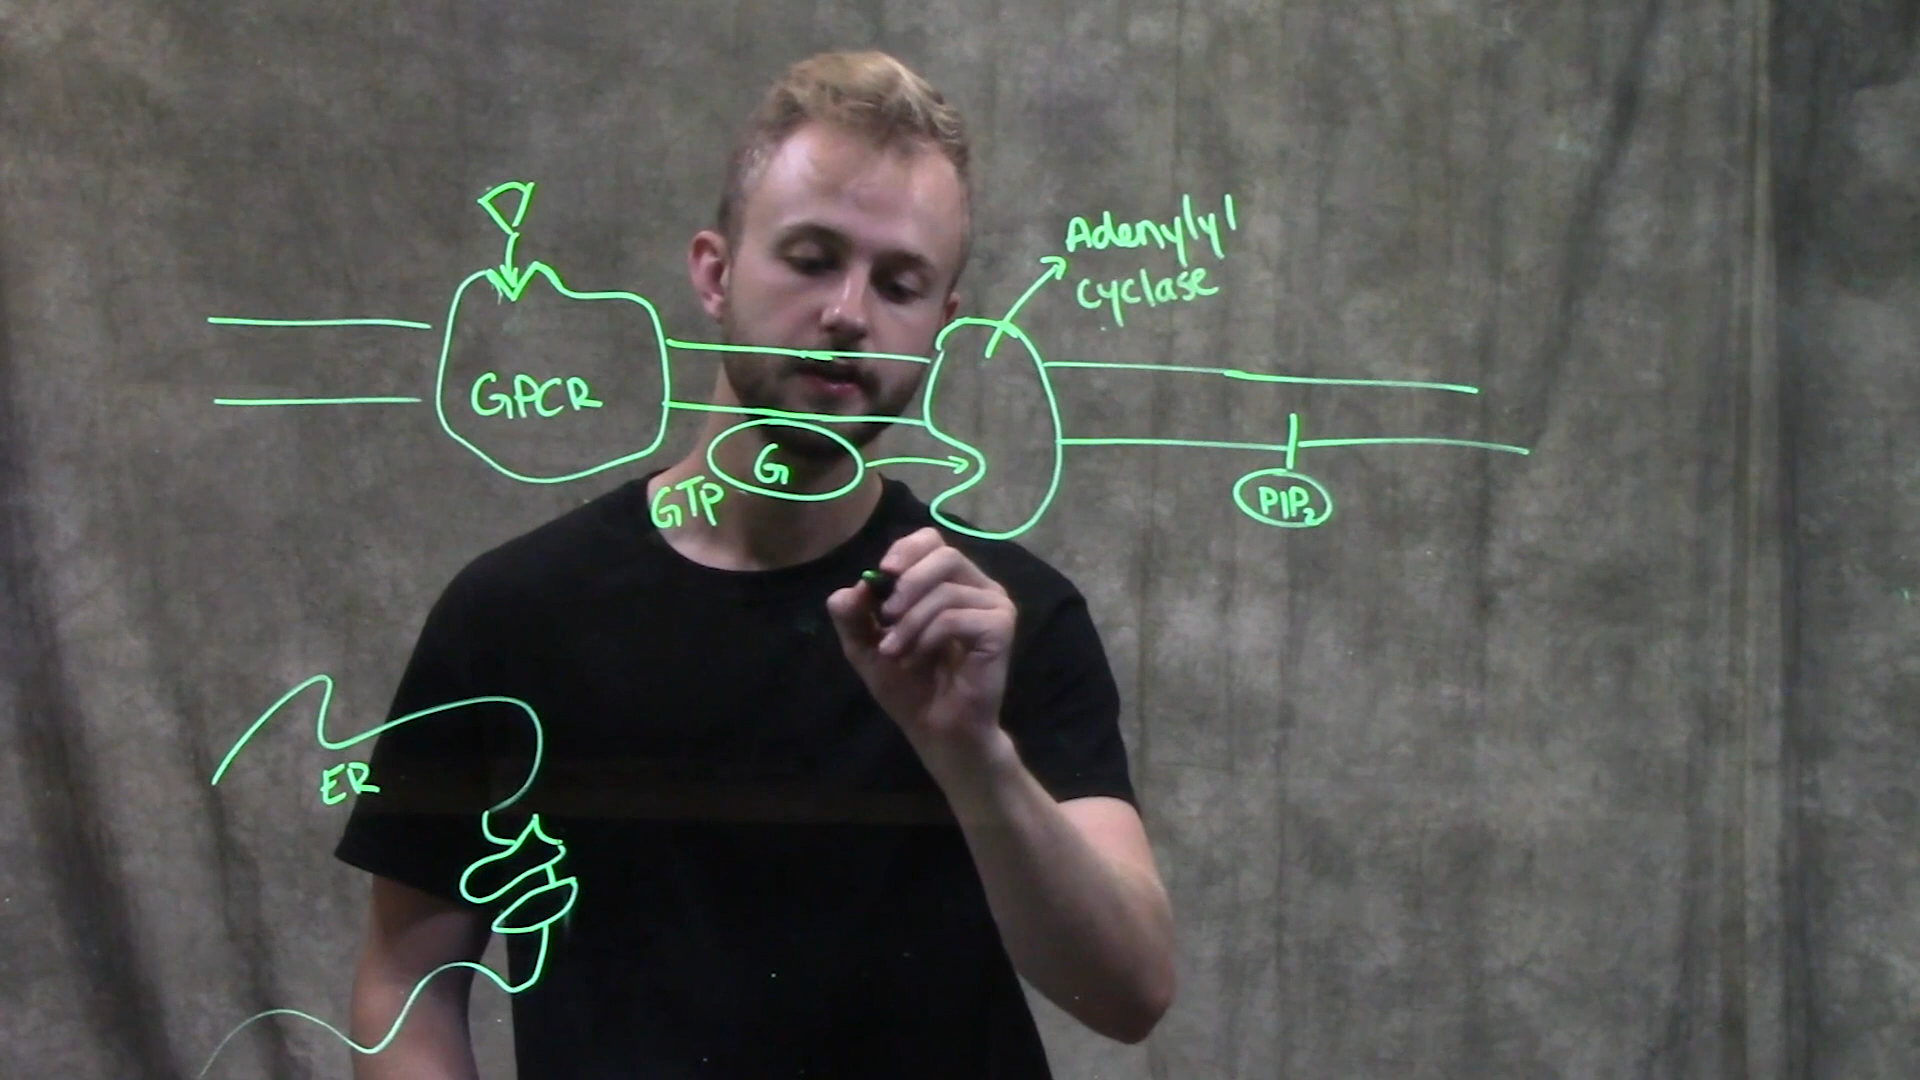 Adenylyl
cyclase
GPCR
G
GTP
PIP₂
ER